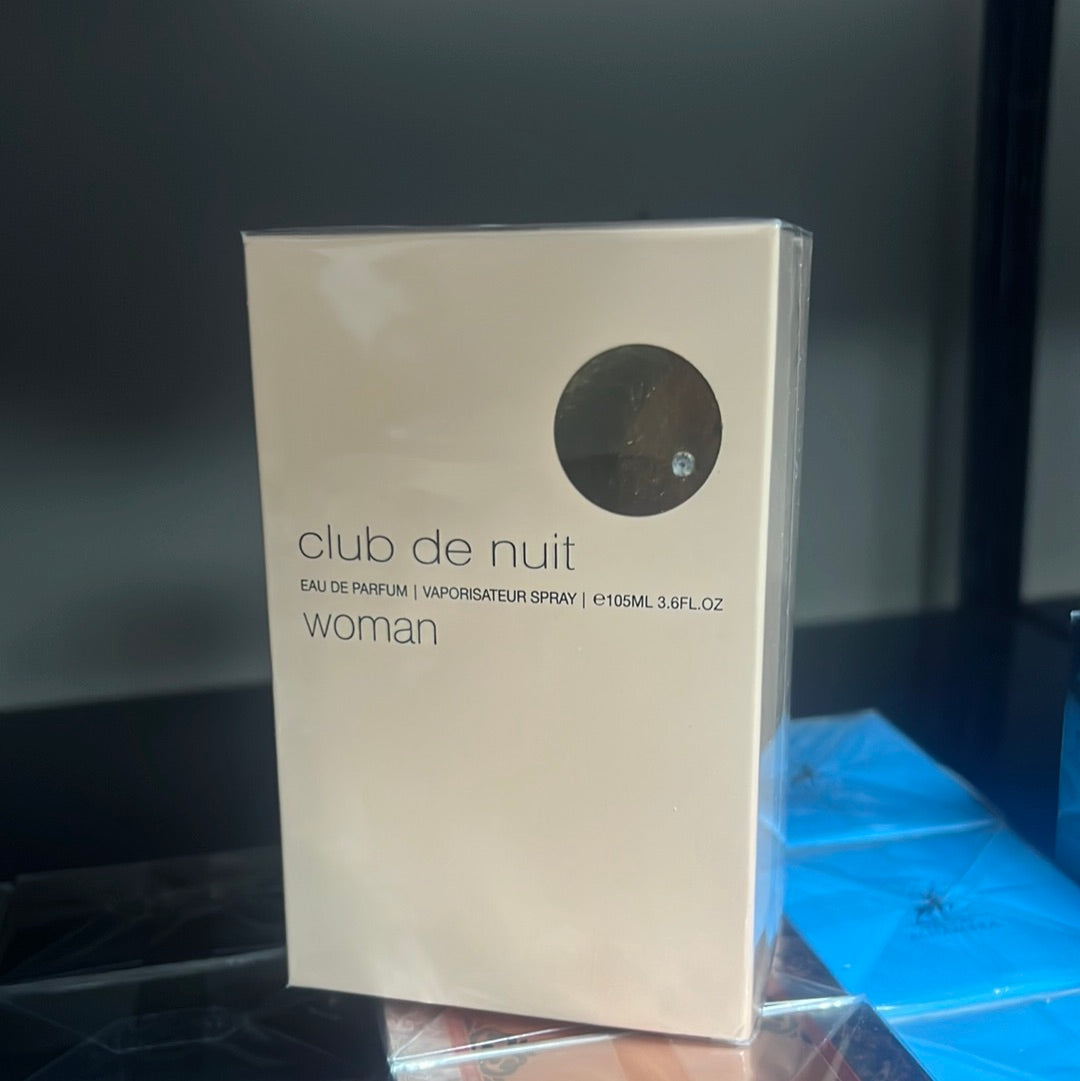 club de nuit
EAU DE PARFUM | VAPORISATEUR SPRAY | ℮105ML 3.6FL.OZ
woman